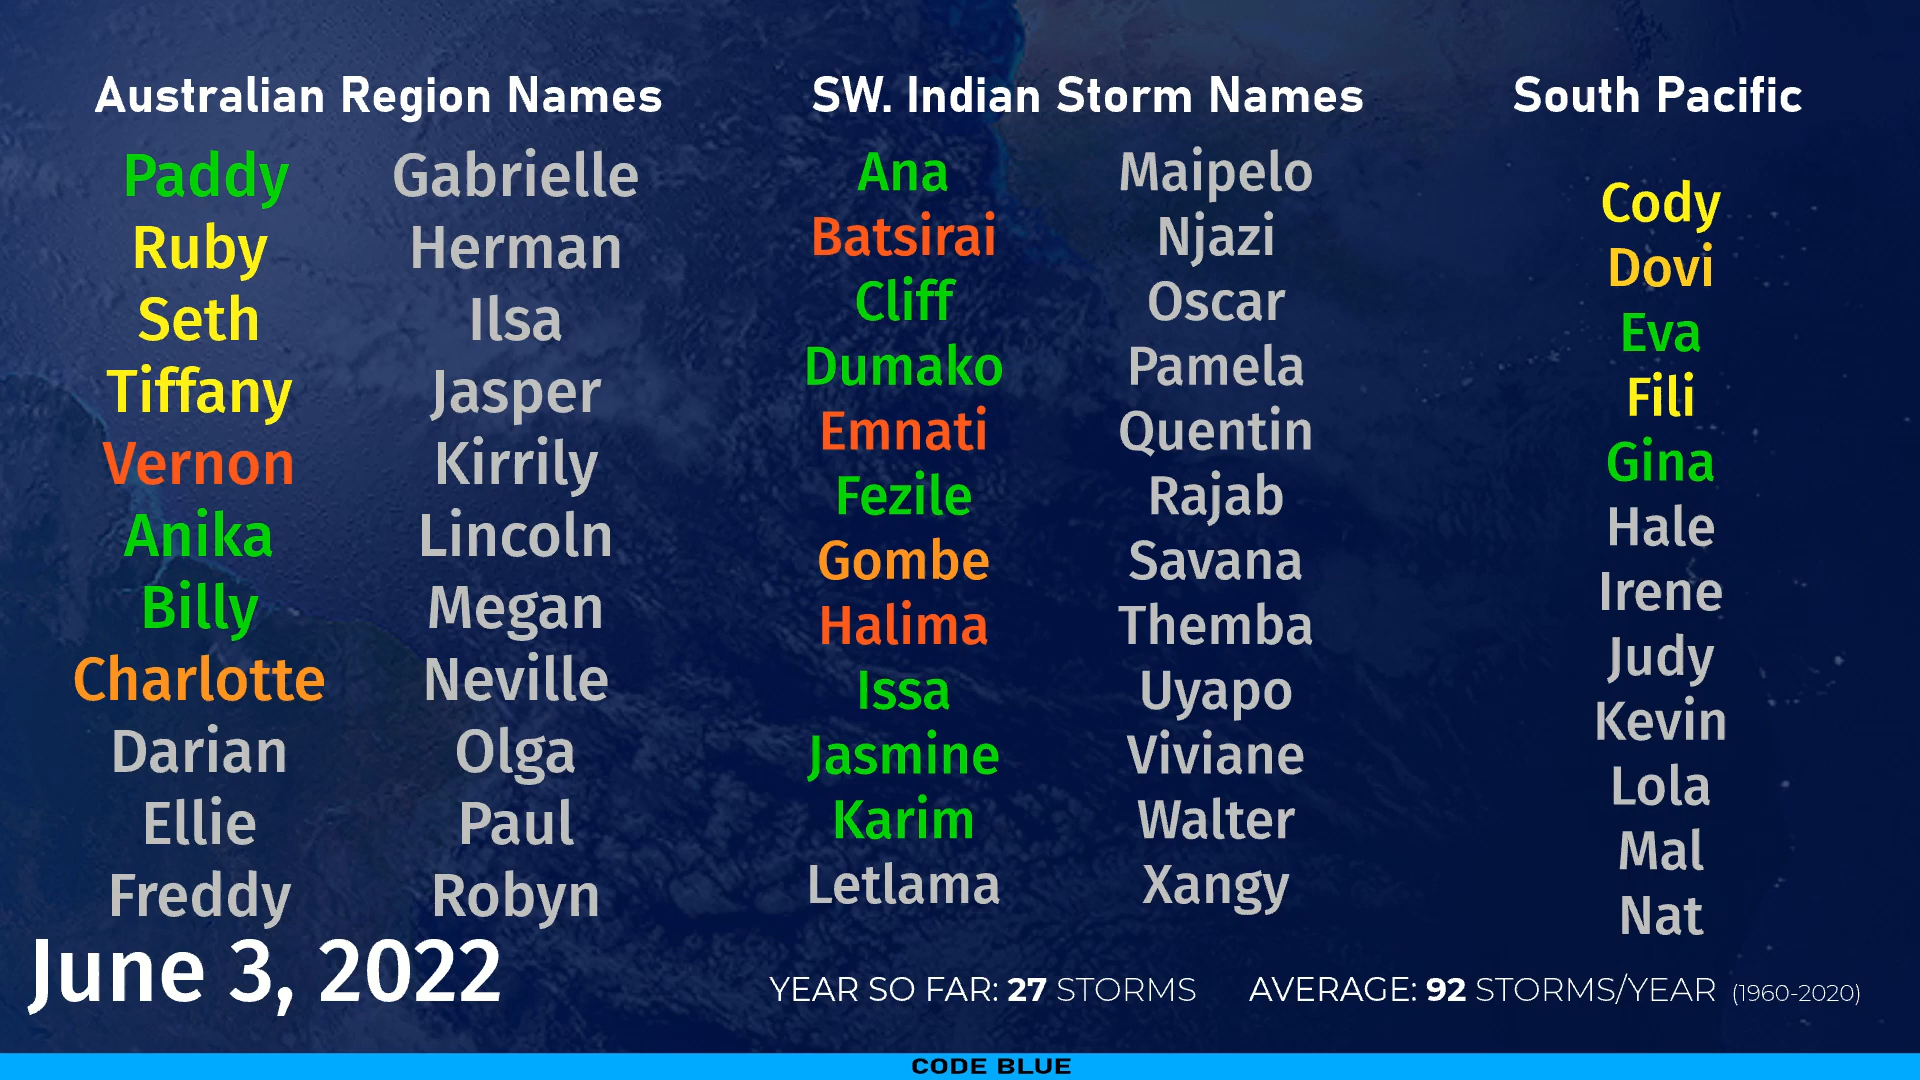 Australian Region Names
Paddy
Ruby
Seth
Tiffany
Vernon
Anika
Billy
Charlotte
Darian
Ellie
Freddy
Gabrielle
Herman
Ilsa
Jasper
Kirrily
Lincoln
Megan
Neville
Olga
Paul
Robyn
SW. Indian Storm Names
Ana
Batsirai
Cliff
Dumako
Emnati
Fezile
Gombe
Halima
Issa
Jasmine
Karim
Letlama
Maipelo
Njazi
Oscar
Pamela
Quentin
Rajab
Savana
Themba
Uyapo
Viviane
Walter
Xangy
South Pacific
Cody
Dovi
Eva
Fili
Gina
Hale
Irene
Judy
Kevin
Lola
Mal
Nat
June 3, 2022
YEAR SO FAR: 27 STORMS
AVERAGE: 92 STORMS/YEAR (1960-2020)
CODE BLUE